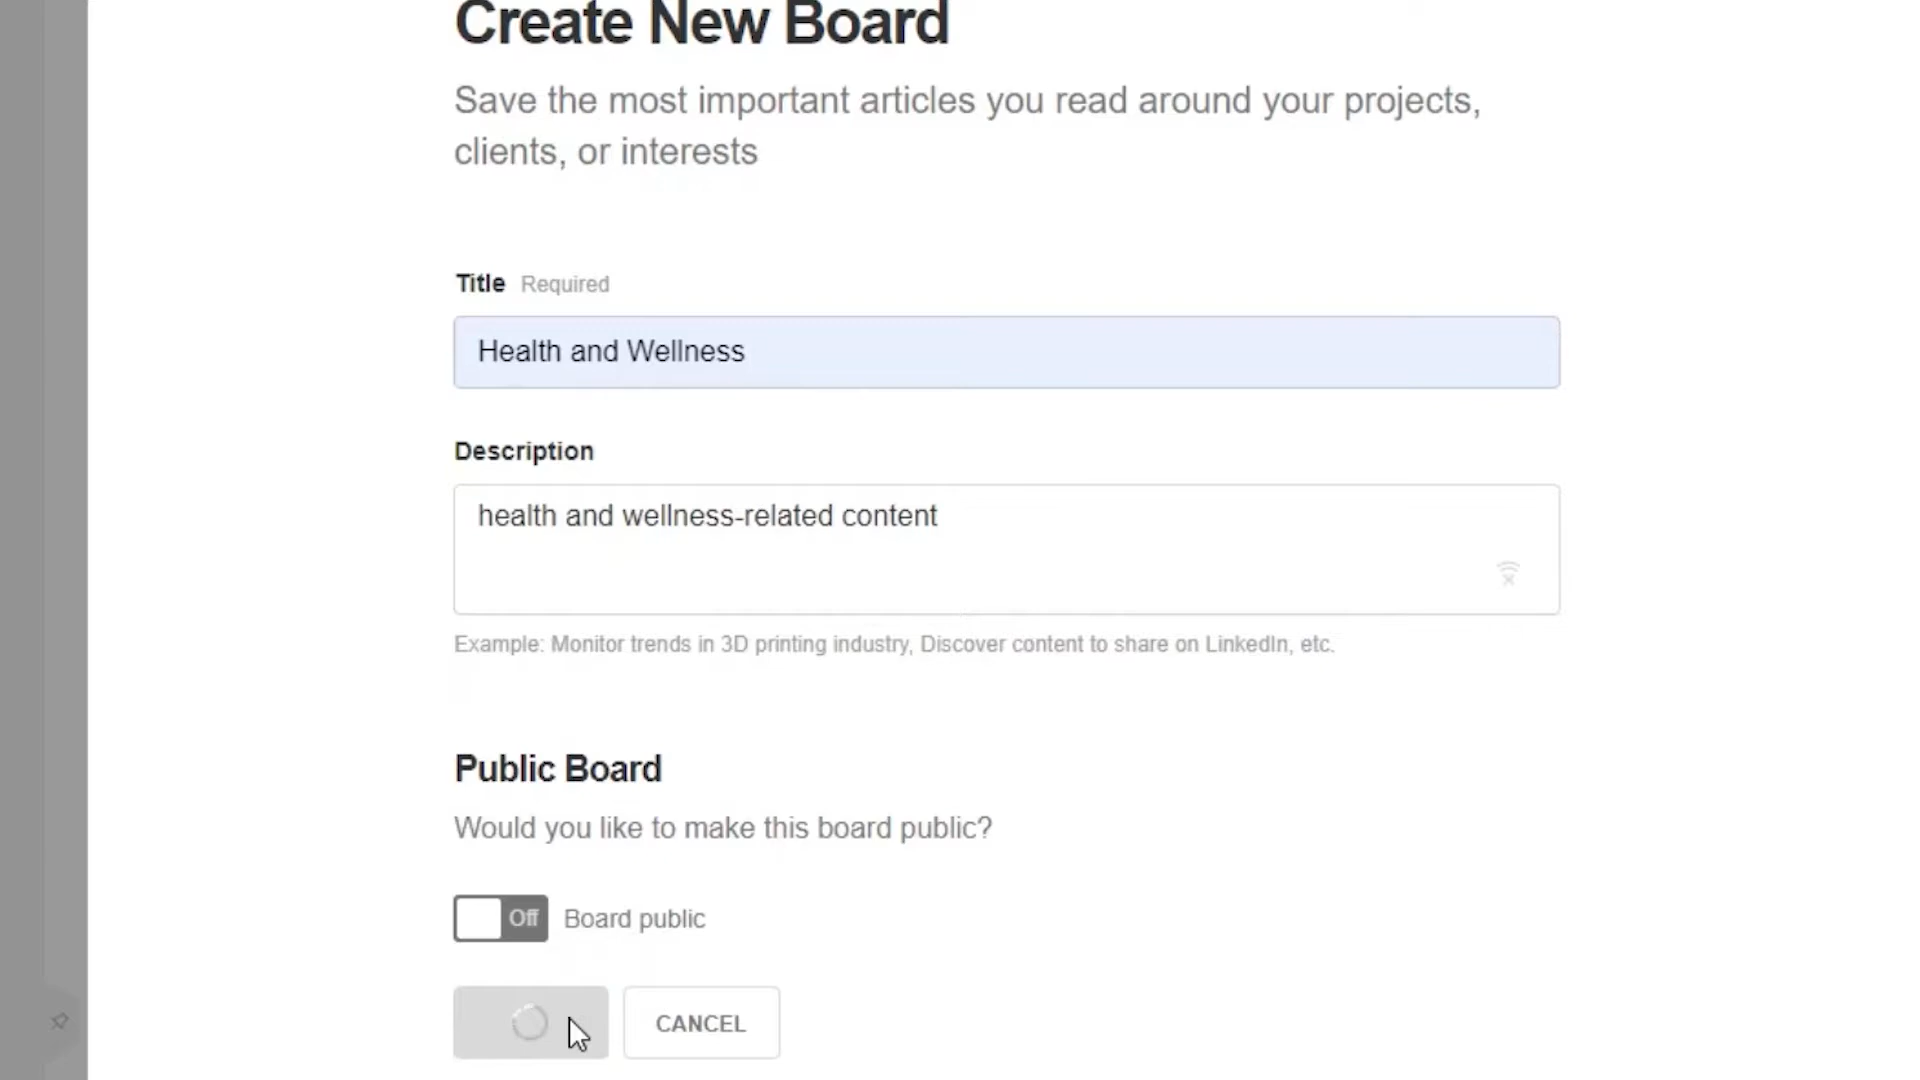 Create New Board
Save the most important articles you read around your projects,
clients, or interests
Title Required
Health and Wellness
Description
health and wellness-related content
Example: Monitor trends in 3D printing industry, Discover content to share on LinkedIn, etc.
Public Board
Would you like to make this board public?
Off Board public
CANCEL